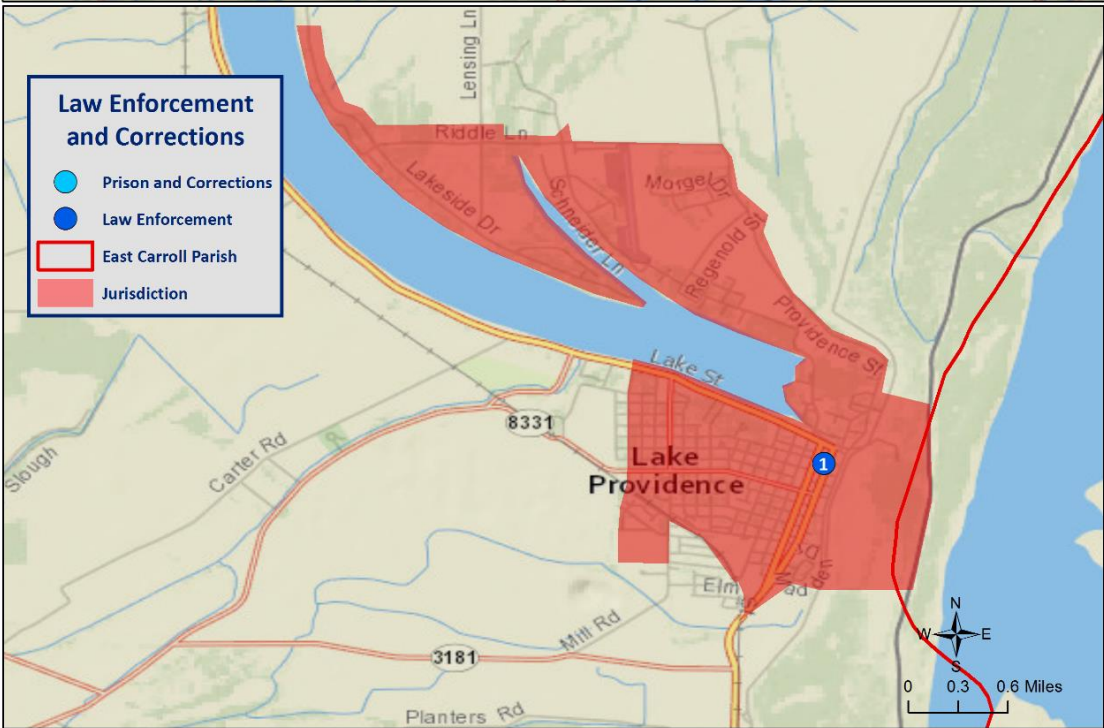 Law Enforcement
and Corrections
Prison and Corrections
Law Enforcement
East Carroll Parish
Jurisdiction
Lensing Ln
Riddle Ln
Lakeside Dr
Schneider Ln
Morgel Dr
Regenold St
Providence St
Lake St
8331
Carter Rd
Slough
Lake
Providence
1
Elm
Madden
Mill Rd
3181
Planters Rd
N
W E
S
0 0.3 0.6 Miles